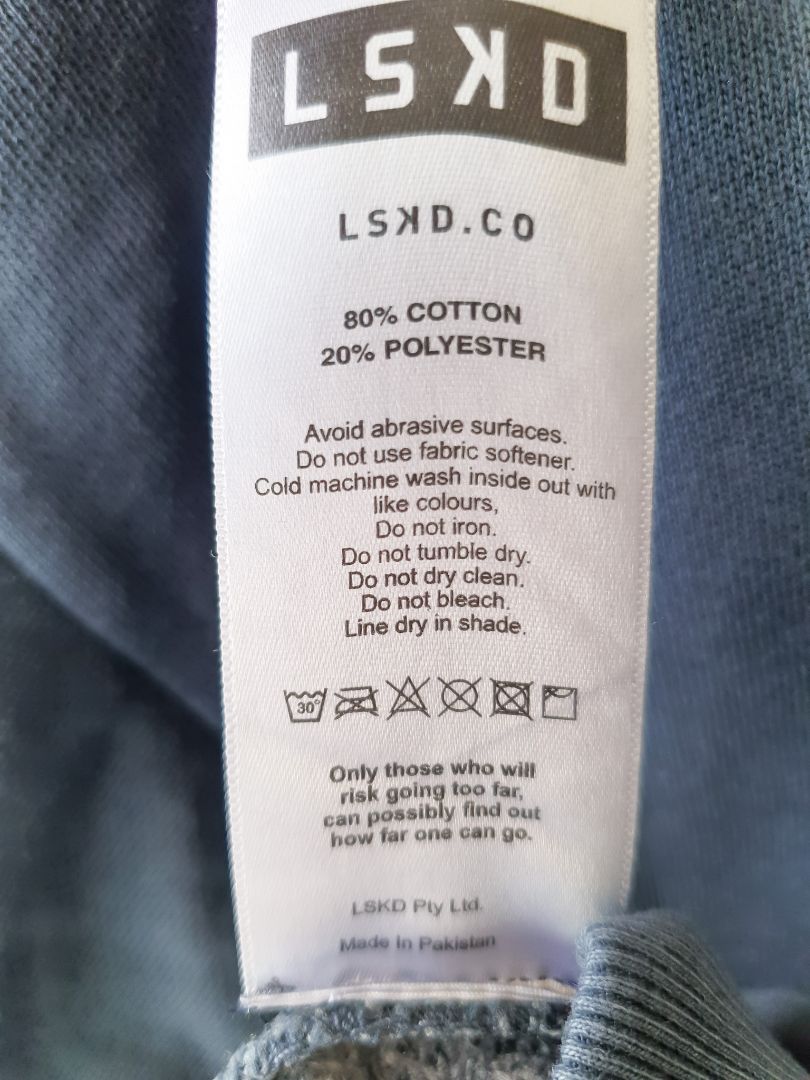 LSKD
LSKD.CO
80% COTTON
20% POLYESTER
Avoid abrasive surfaces.
Do not use fabric softener.
Cold machine wash inside out with
like colours,
Do not iron.
Do not tumble dry.
Do not dry clean.
Do not bleach.
Line dry in shade.
30°
Only those who will
risk going too far,
can possibly find out
how far one can go.
LSKD Pty Ltd.
Made in Pakistan